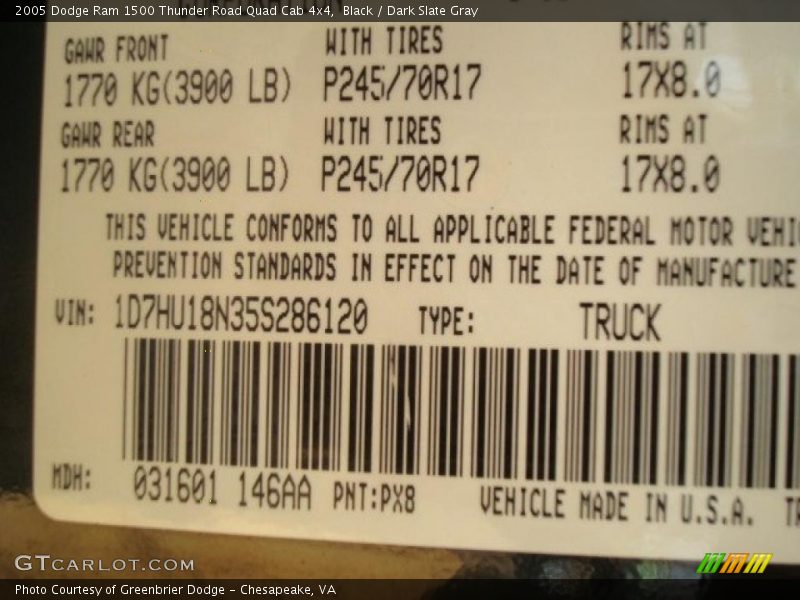 2005 Dodge Ram 1500 Thunder Road Quad Cab 4x4, Black / Dark Slate Gray
GAWR FRONT WITH TIRES RIMS AT
1770 KG(3900 LB) P245/70R17 17X8.0
GAWR REAR WITH TIRES RIMS AT
1770 KG(3900 LB) P245/70R17 17X8.0
THIS VEHICLE CONFORMS TO ALL APPLICABLE FEDERAL MOTOR VEHI
PREVENTION STANDARDS IN EFFECT ON THE DATE OF MANUFACTURE
VIN: 1D7HU18N35S286120 TYPE: TRUCK
MDH: 031601 146AA PNT:PX8 VEHICLE MADE IN U.S.A.
GTCARLOT.COM
Photo Courtesy of Greenbrier Dodge - Chesapeake, VA